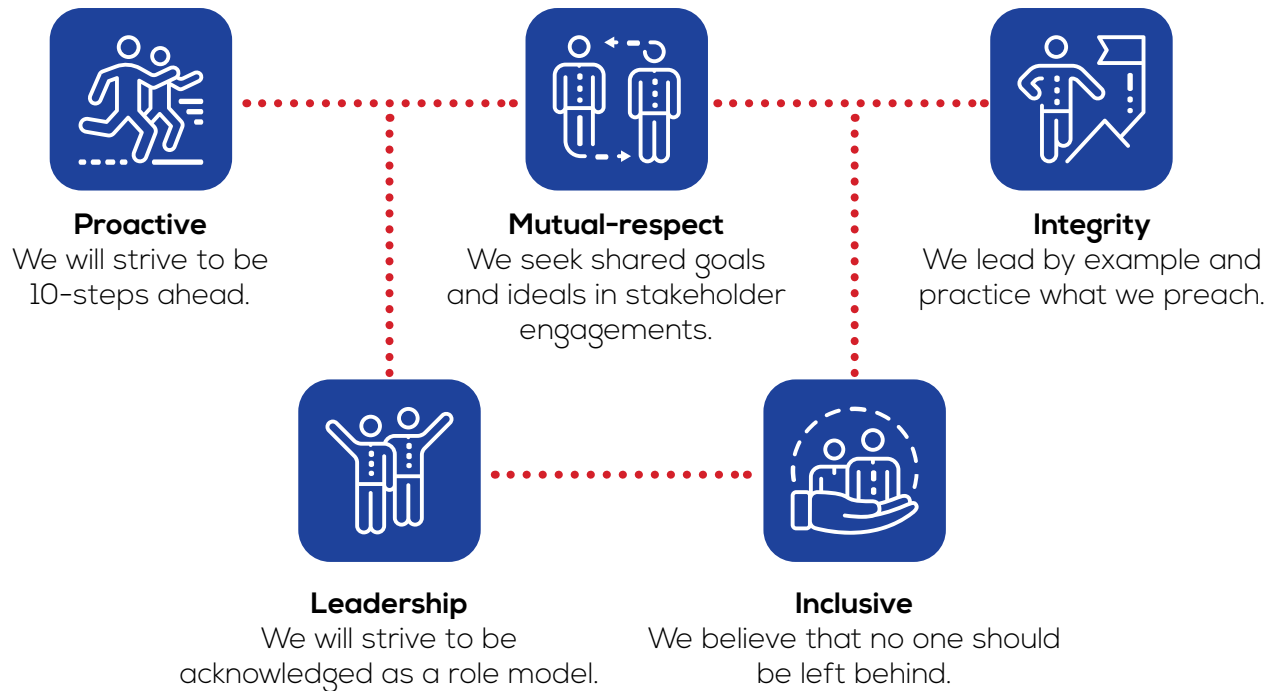 Proactive
We will strive to be
10-steps ahead.
Mutual-respect
We seek shared goals
and ideals in stakeholder
engagements.
Integrity
We lead by example and
practice what we preach.
Leadership
We will strive to be
acknowledged as a role model.
Inclusive
We believe that no one should
be left behind.